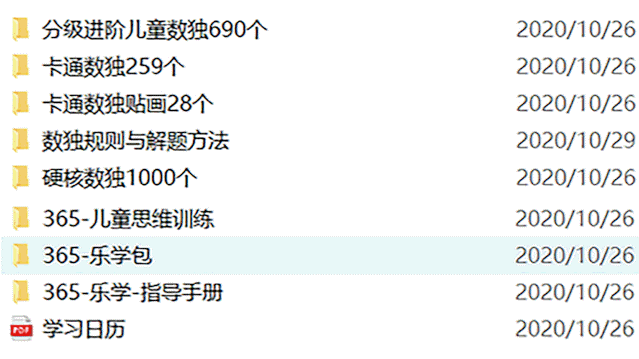 分级进阶儿童数独690个 2020/10/26
卡通数独259个 2020/10/26
卡通数独贴画28个 2020/10/26
数独规则与解题方法 2020/10/29
硬核数独1000个 2020/10/26
365-儿童思维训练 2020/10/26
365-乐学包 2020/10/26
365-乐学-指导手册 2020/10/26
PDF 学习日历 2020/10/26